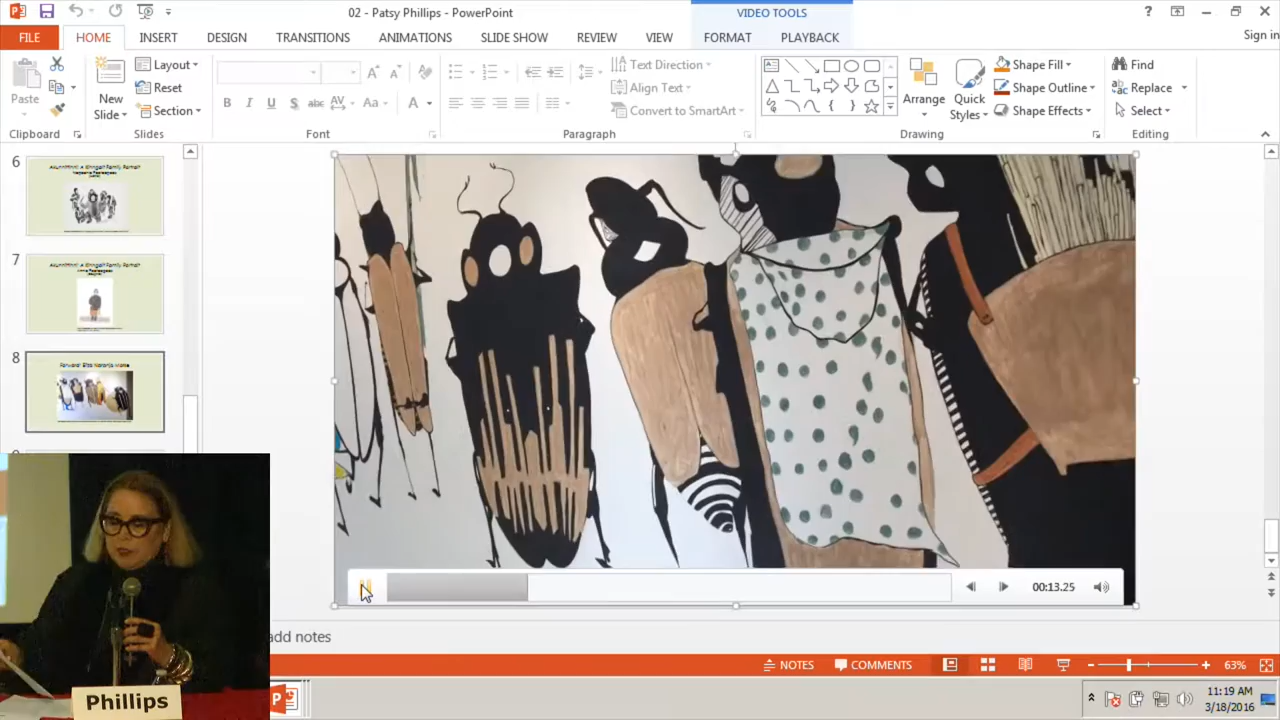 02 - Patsy Phillips - PowerPoint
VIDEO TOOLS
Sign in
FILE
HOME
INSERT
DESIGN
TRANSITIONS
ANIMATIONS
SLIDE SHOW
REVIEW
VIEW
FORMAT
PLAYBACK
Paste
New
Slide
Layout
Reset
Section
Text Direction
Align Text
Convert to SmartArt
Arrange
Quick
Styles
Shape Fill
Shape Outline
Shape Effects
Find
Replace
Select
Clipboard
Slides
Font
Paragraph
Drawing
Editing
6
7
8
00:13.25
add notes
NOTES
COMMENTS
63%
Phillips
11:19 AM
3/18/2016